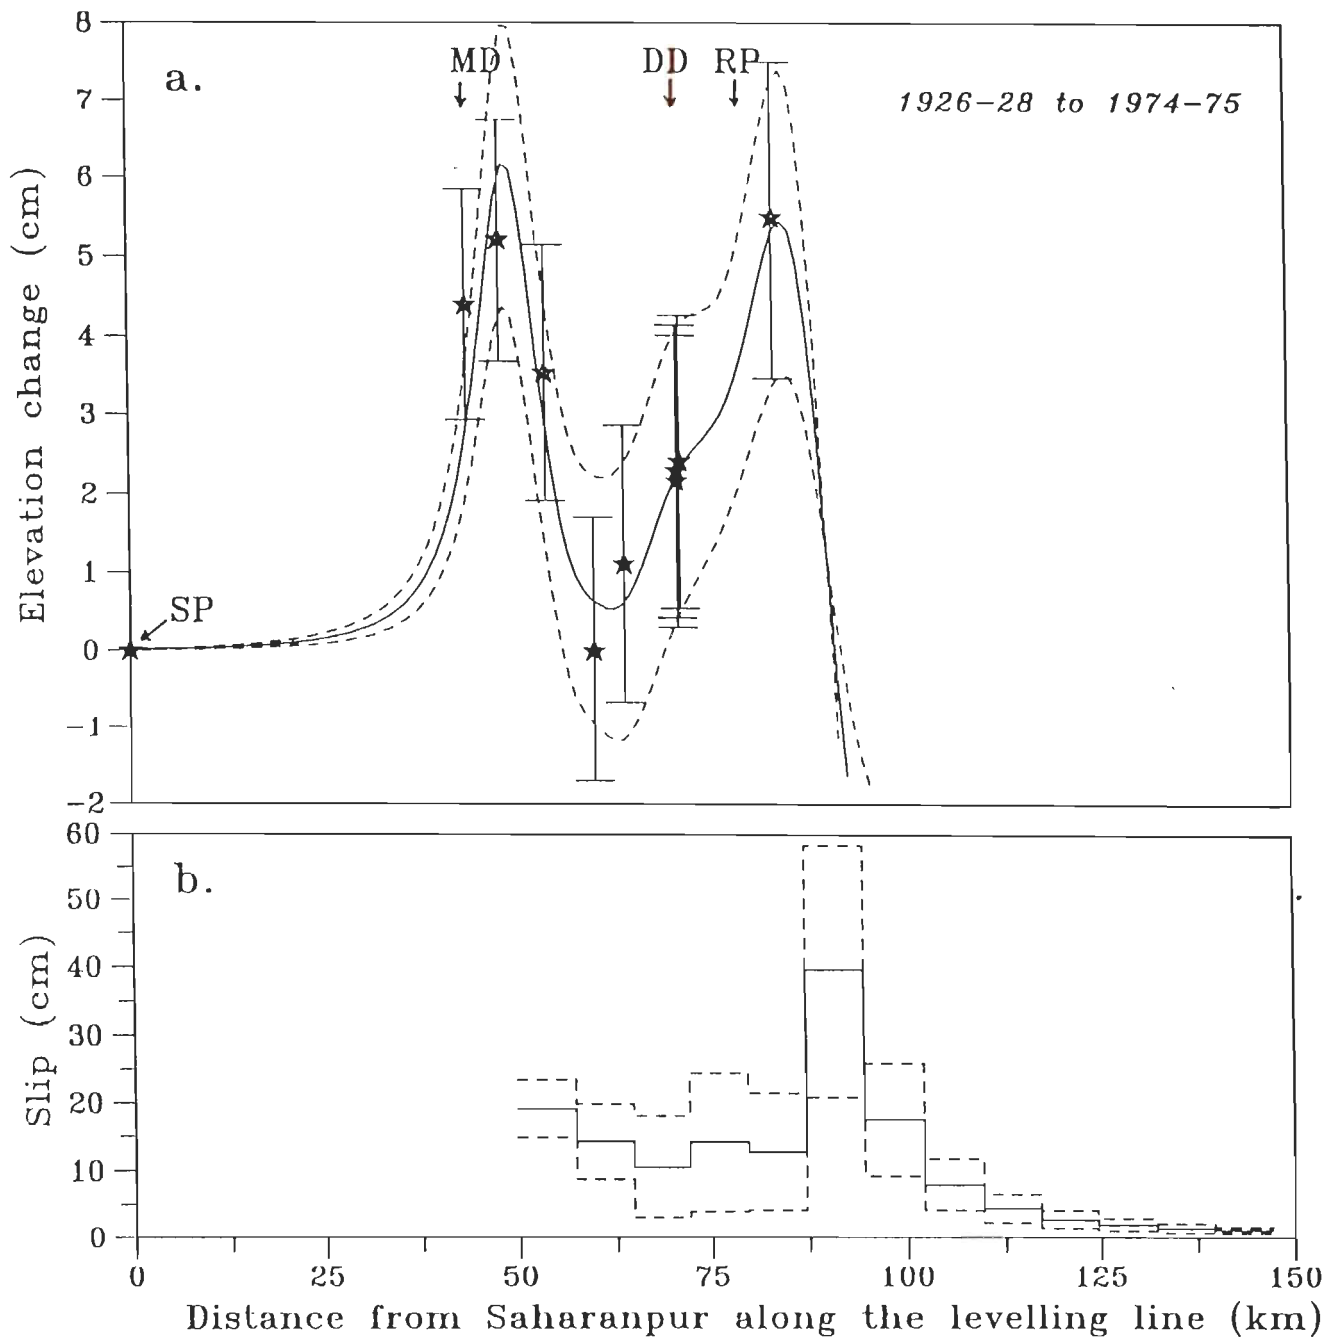 a.
MD
DD
RP
1926-28 to 1974-75
SP
Elevation change (cm)
8
7
6
5
4
3
2
1
0
-1
-2
b.
Slip (cm)
60
50
40
30
20
10
0
0 25 50 75 100 125 150
Distance from Saharanpur along the levelling line (km)